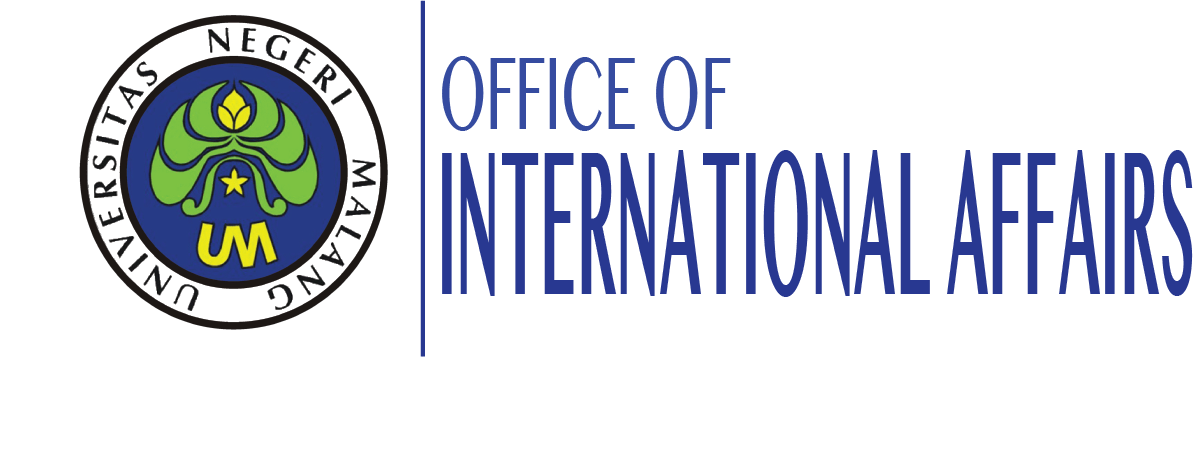 UNIVERSITAS NEGERI MALANG
UM
OFFICE OF
INTERNATIONAL AFFAIRS